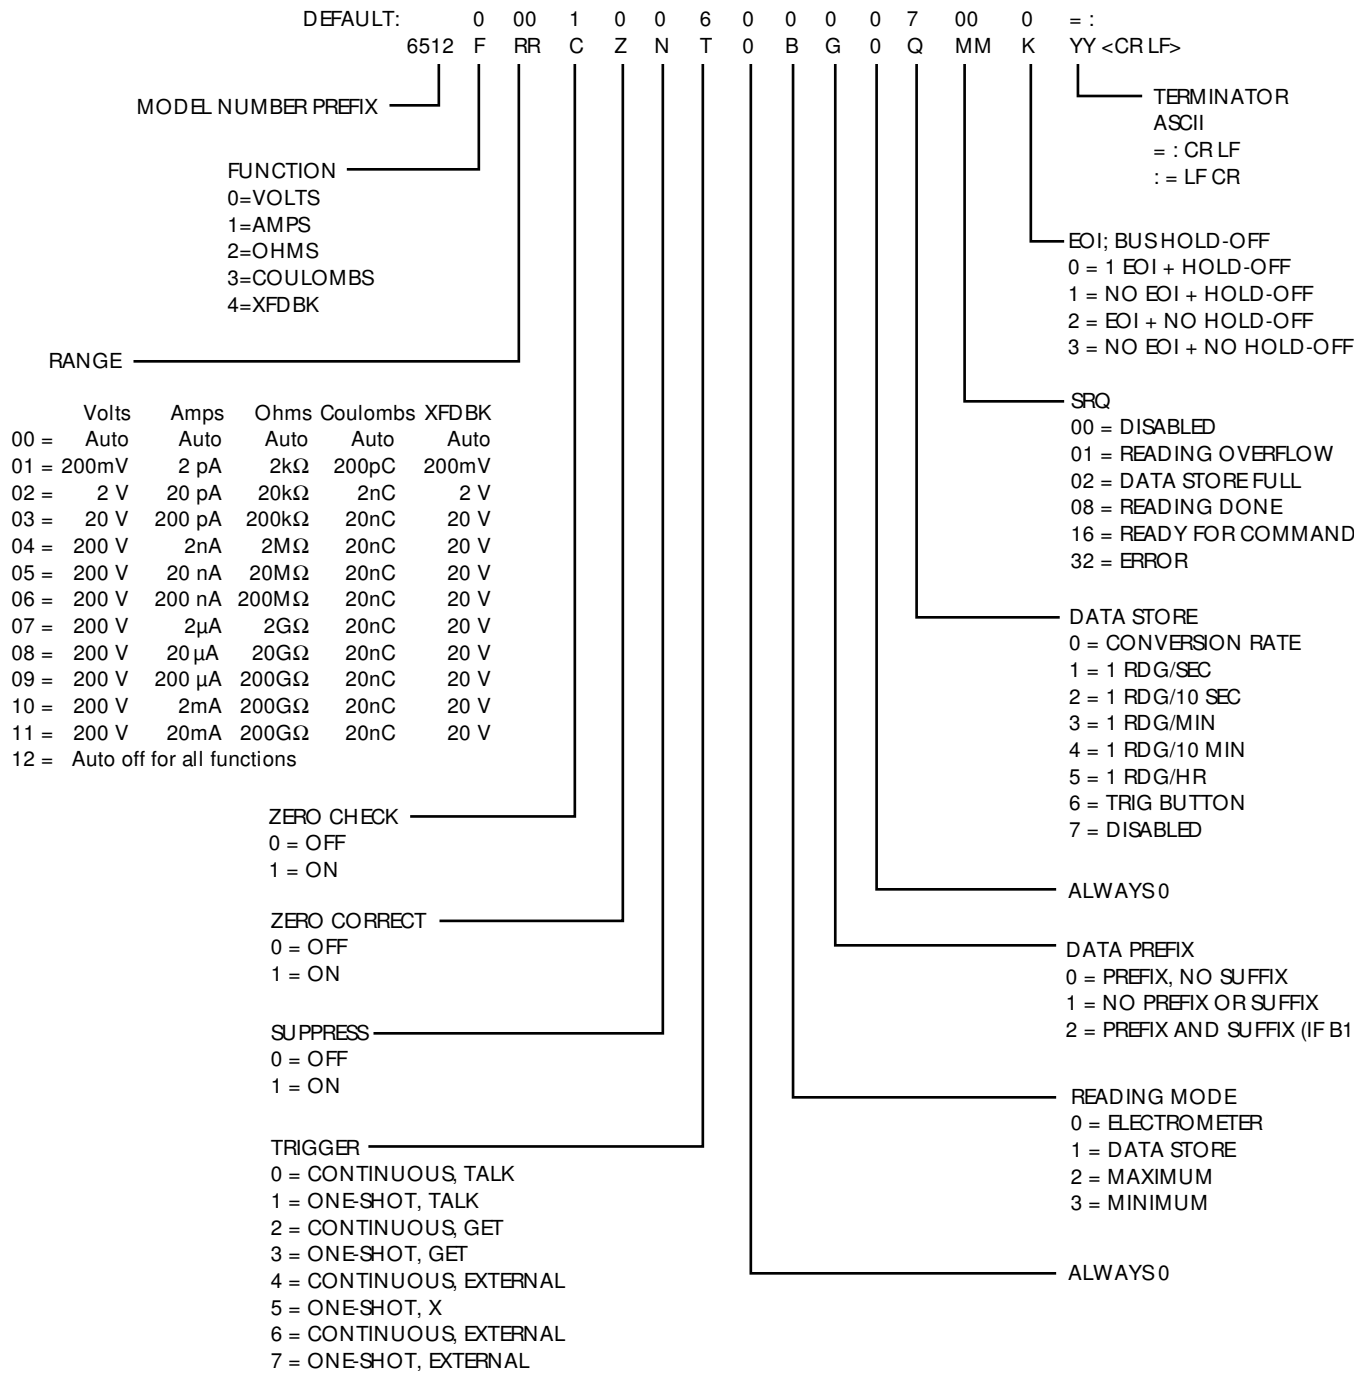 DEFAULT: 0 00 1 0 0 6 0 0 0 0 7 00 0 = :
6512 F RR C Z N T 0 B G 0 Q MM K YY <CR LF>
MODEL NUMBER PREFIX
FUNCTION
0=VOLTS
1=AMPS
2=OHMS
3=COULOMBS
4=XFDBK
RANGE
Volts Amps Ohms Coulombs XFDBK
00 = Auto Auto Auto Auto Auto
01 = 200mV 2 pA 2kΩ 200pC 200mV
02 = 2 V 20 pA 20kΩ 2nC 2 V
03 = 20 V 200 pA 200kΩ 20nC 20 V
04 = 200 V 2nA 2MΩ 20nC 20 V
05 = 200 V 20 nA 20MΩ 20nC 20 V
06 = 200 V 200 nA 200MΩ 20nC 20 V
07 = 200 V 2µA 2GΩ 20nC 20 V
08 = 200 V 20 µA 20GΩ 20nC 20 V
09 = 200 V 200 µA 200GΩ 20nC 20 V
10 = 200 V 2mA 200GΩ 20nC 20 V
11 = 200 V 20mA 200GΩ 20nC 20 V
12 = Auto off for all functions
ZERO CHECK
0 = OFF
1 = ON
ZERO CORRECT
0 = OFF
1 = ON
SUPPRESS
0 = OFF
1 = ON
TRIGGER
0 = CONTINUOUS, TALK
1 = ONE-SHOT, TALK
2 = CONTINUOUS, GET
3 = ONE-SHOT, GET
4 = CONTINUOUS, EXTERNAL
5 = ONE-SHOT, X
6 = CONTINUOUS, EXTERNAL
7 = ONE-SHOT, EXTERNAL
TERMINATOR
ASCII
= : CR LF
: = LF CR
EOI; BUS HOLD-OFF
0 = 1 EOI + HOLD-OFF
1 = NO EOI + HOLD-OFF
2 = EOI + NO HOLD-OFF
3 = NO EOI + NO HOLD-OFF
SRQ
00 = DISABLED
01 = READING OVERFLOW
02 = DATA STORE FULL
08 = READING DONE
16 = READY FOR COMMAND
32 = ERROR
DATA STORE
0 = CONVERSION RATE
1 = 1 RDG/SEC
2 = 1 RDG/10 SEC
3 = 1 RDG/MIN
4 = 1 RDG/10 MIN
5 = 1 RDG/HR
6 = TRIG BUTTON
7 = DISABLED
ALWAYS 0
DATA PREFIX
0 = PREFIX, NO SUFFIX
1 = NO PREFIX OR SUFFIX
2 = PREFIX AND SUFFIX (IF B1
READING MODE
0 = ELECTROMETER
1 = DATA STORE
2 = MAXIMUM
3 = MINIMUM
ALWAYS 0